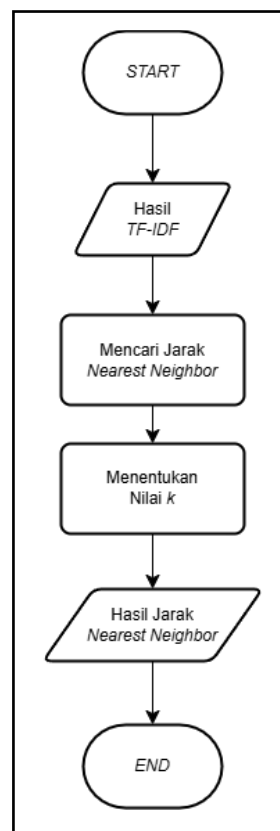 START
Hasil
TF-IDF
Mencari Jarak
Nearest Neighbor
Menentukan
Nilai k
Hasil Jarak
Nearest Neighbor
END